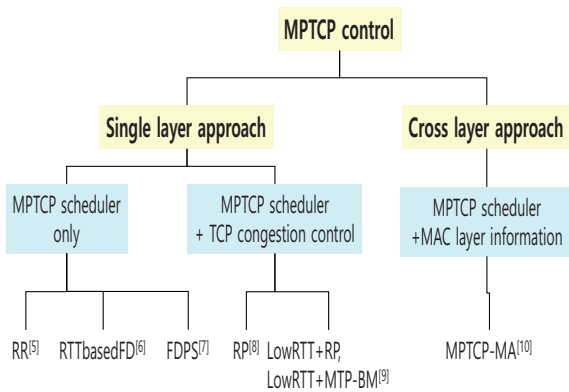 MPTCP control
Single layer approach
Cross layer approach
MPTCP scheduler
only
MPTCP scheduler
+ TCP congestion control
MPTCP scheduler
+MAC layer information
RR[5]
RTTbasedFD[6]
FDPS[7]
RP[8]
LowRTT+RP,
LowRTT+MTP-BM[9]
MPTCP-MA[10]